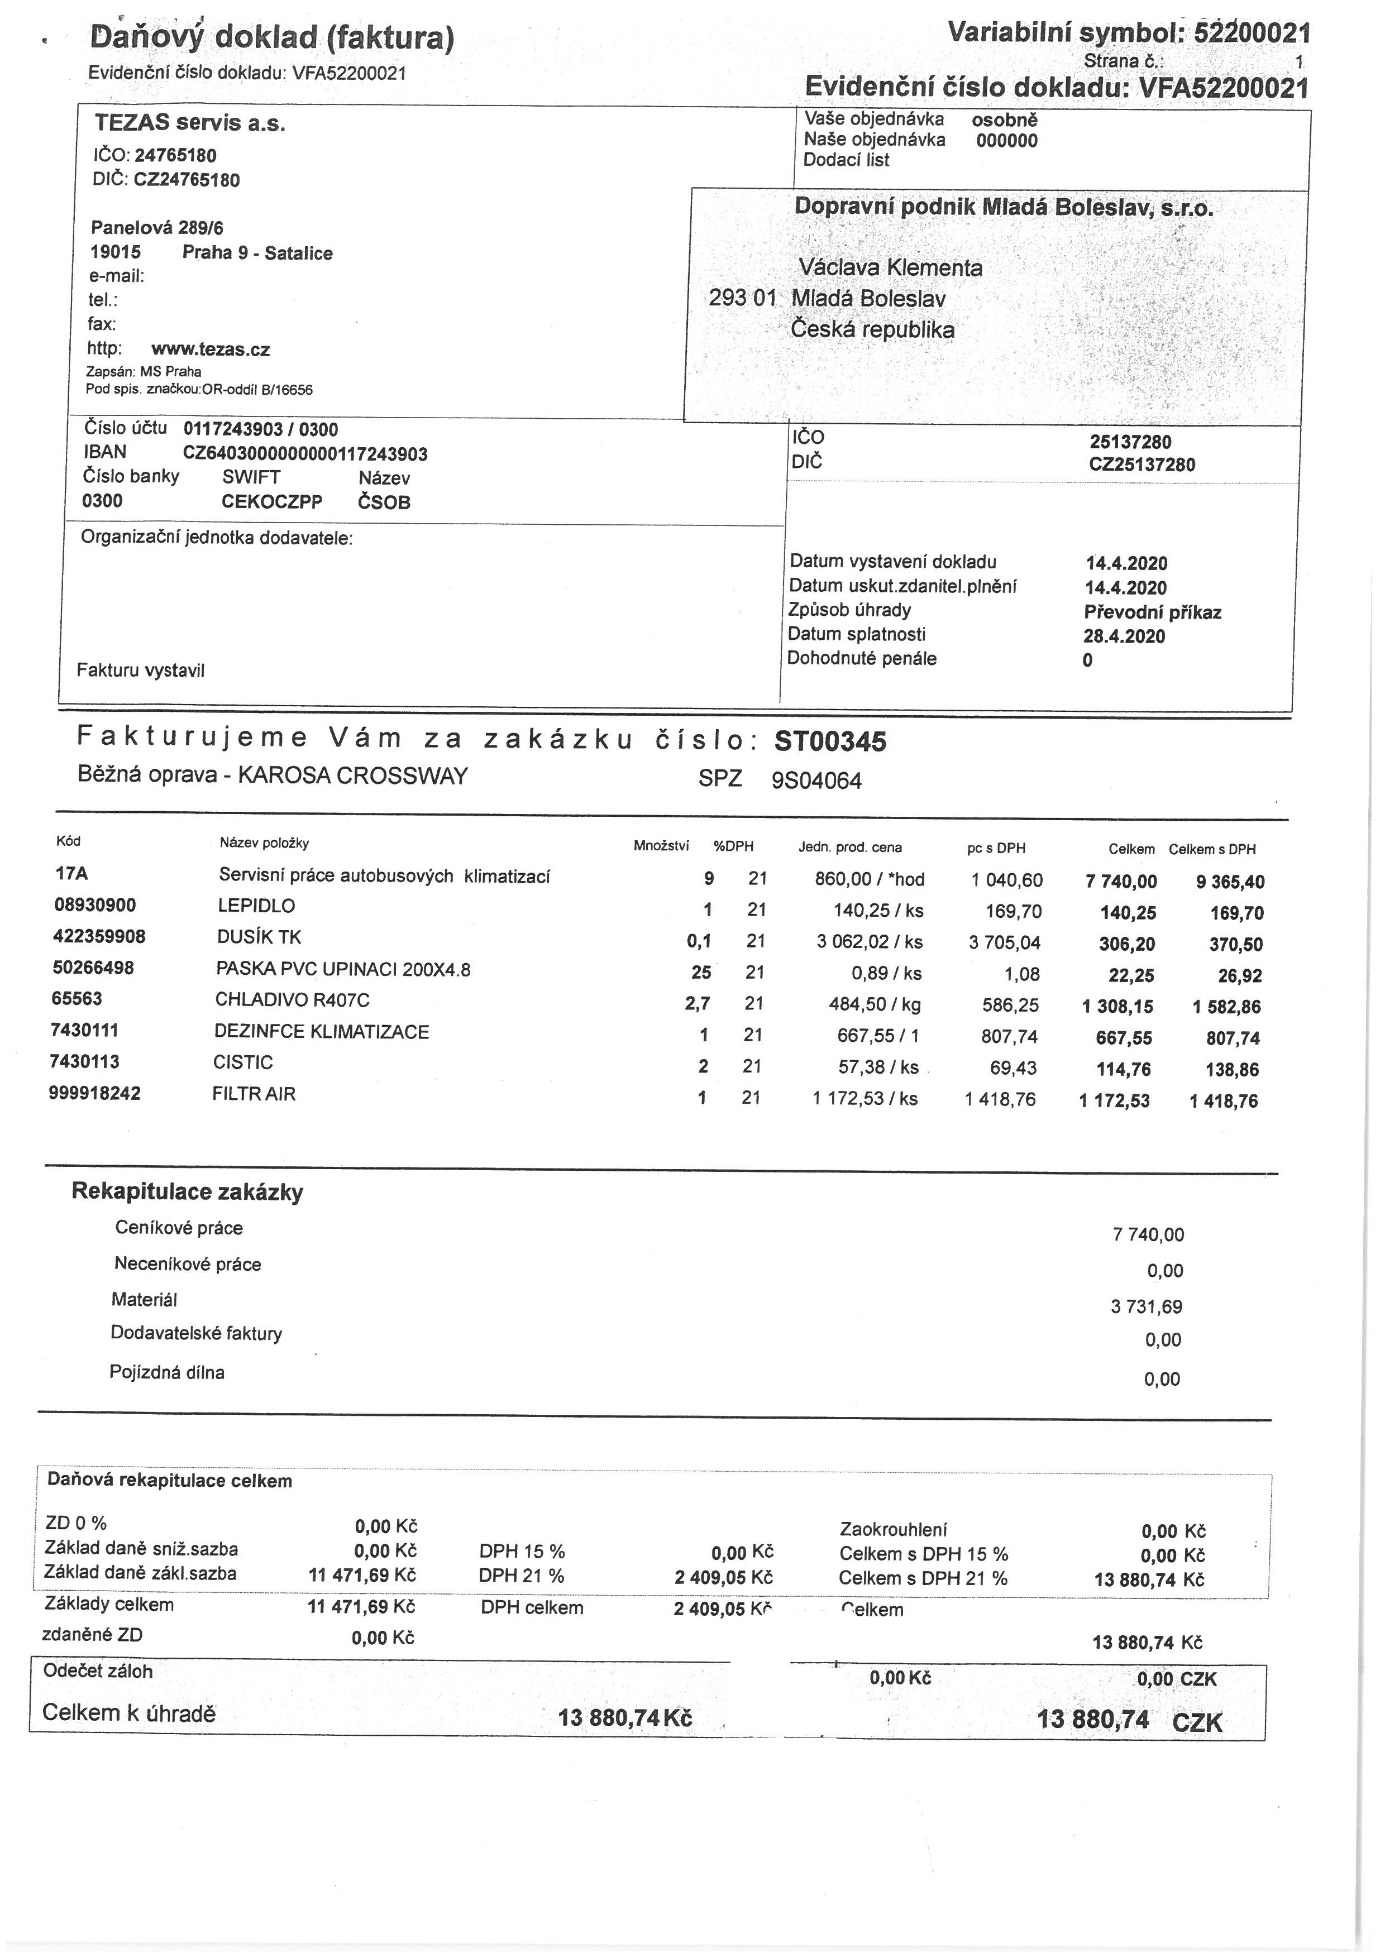 Daňový doklad (faktura)
Variabilní symbol: 52200021
Evidenční číslo dokladu: VFA52200021
Strana č.: 1
Evidenční číslo dokladu: VFA52200021
TEZAS servis a.s.
IČO: 24765180
DIČ: CZ24765180
Panelová 289/6
19015 Praha 9 - Satalice
e-mail:
tel.:
fax:
http: www.tezas.cz
Zapsán: MS Praha
Pod spis. značkou:OR-oddíl B/16656
Vaše objednávka osobně
Naše objednávka 000000
Dodací list
Dopravní podnik Mladá Boleslav, s.r.o.
Václava Klementa
293 01 Mladá Boleslav
Česká republika
Číslo účtu 0117243903 / 0300
IBAN CZ6403000000000117243903
Číslo banky SWIFT Název
0300 CEKOCZPP ČSOB
IČO 25137280
DIČ CZ25137280
Organizační jednotka dodavatele:
Datum vystavení dokladu 14.4.2020
Datum uskut.zdanitel.plnění 14.4.2020
Způsob úhrady Převodní příkaz
Datum splatnosti 28.4.2020
Dohodnuté penále 0
Fakturu vystavil
Fakturujeme Vám za zakázku číslo: ST00345
Běžná oprava - KAROSA CROSSWAY SPZ 9S04064
Kód Název položky Množství %DPH Jedn. prod. cena pc s DPH Celkem Celkem s DPH
17A Servisní práce autobusových klimatizací 9 21 860,00 / *hod 1 040,60 7 740,00 9 365,40
08930900 LEPIDLO 1 21 140,25 / ks 169,70 140,25 169,70
422359908 DUSÍK TK 0,1 21 3 062,02 / ks 3 705,04 306,20 370,50
50266498 PASKA PVC UPINACI 200X4.8 25 21 0,89 / ks 1,08 22,25 26,92
65563 CHLADIVO R407C 2,7 21 484,50 / kg 586,25 1 308,15 1 582,86
7430111 DEZINFCE KLIMATIZACE 1 21 667,55 / 1 807,74 667,55 807,74
7430113 CISTIC 2 21 57,38 / ks 69,43 114,76 138,86
999918242 FILTR AIR 1 21 1 172,53 / ks 1 418,76 1 172,53 1 418,76
Rekapitulace zakázky
Ceníkové práce 7 740,00
Neceníkové práce 0,00
Materiál 3 731,69
Dodavatelské faktury 0,00
Pojízdná dílna 0,00
Daňová rekapitulace celkem
ZD 0 % 0,00 Kč Zaokrouhlení 0,00 Kč
Základ daně sníž.sazba 0,00 Kč DPH 15 % 0,00 Kč Celkem s DPH 15 % 0,00 Kč
Základ daně zákl.sazba 11 471,69 Kč DPH 21 % 2 409,05 Kč Celkem s DPH 21 % 13 880,74 Kč
Základy celkem 11 471,69 Kč DPH celkem 2 409,05 Kč Celkem
zdaněné ZD 0,00 Kč 13 880,74 Kč
Odečet záloh 0,00 Kč 0,00 CZK
Celkem k úhradě 13 880,74 Kč 13 880,74 CZK